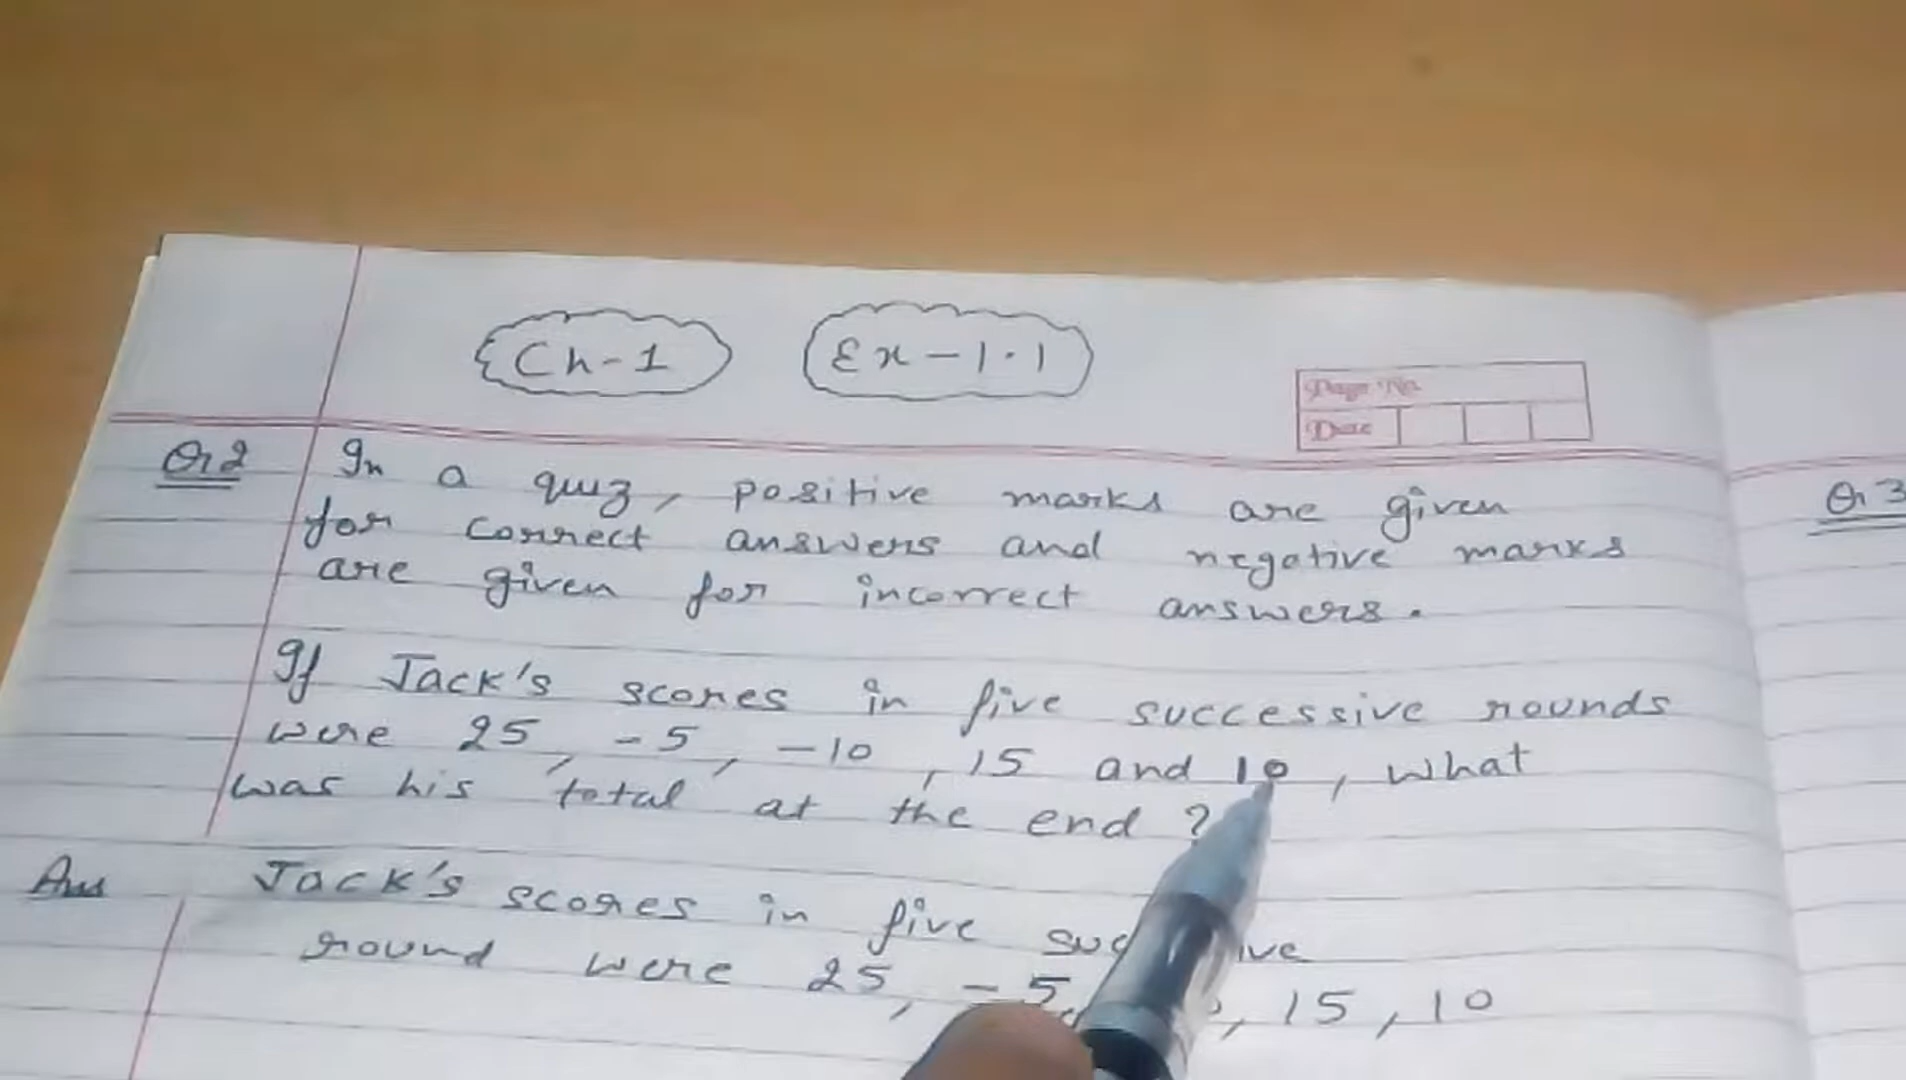 Ch-1
Ex-1.1
Page No.
Date
Q2 In a quiz, positive marks are given
for correct answers and negative marks
are given for incorrect answers.
If Jack's scores in five successive rounds
were 25, -5, -10, 15 and 10, what
was his total at the end?
Ans Jack's scores in five
round were 25, -5, 15, 10
Q3